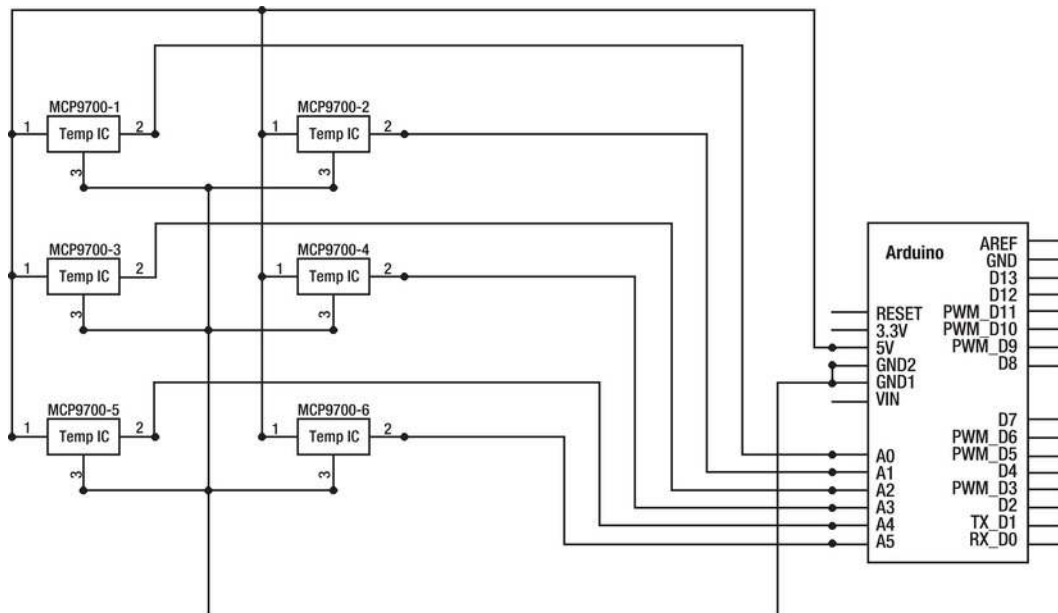 MCP9700-1
1 Temp IC 2
3
MCP9700-2
1 Temp IC 2
3
MCP9700-3
1 Temp IC 2
3
MCP9700-4
1 Temp IC 2
3
MCP9700-5
1 Temp IC 2
3
MCP9700-6
1 Temp IC 2
3
Arduino
RESET
3.3V
5V
GND2
GND1
VIN
A0
A1
A2
A3
A4
A5
AREF
GND
D13
D12
PWM_D11
PWM_D10
PWM_D9
D8
D7
PWM_D6
PWM_D5
D4
PWM_D3
D2
TX_D1
RX_D0